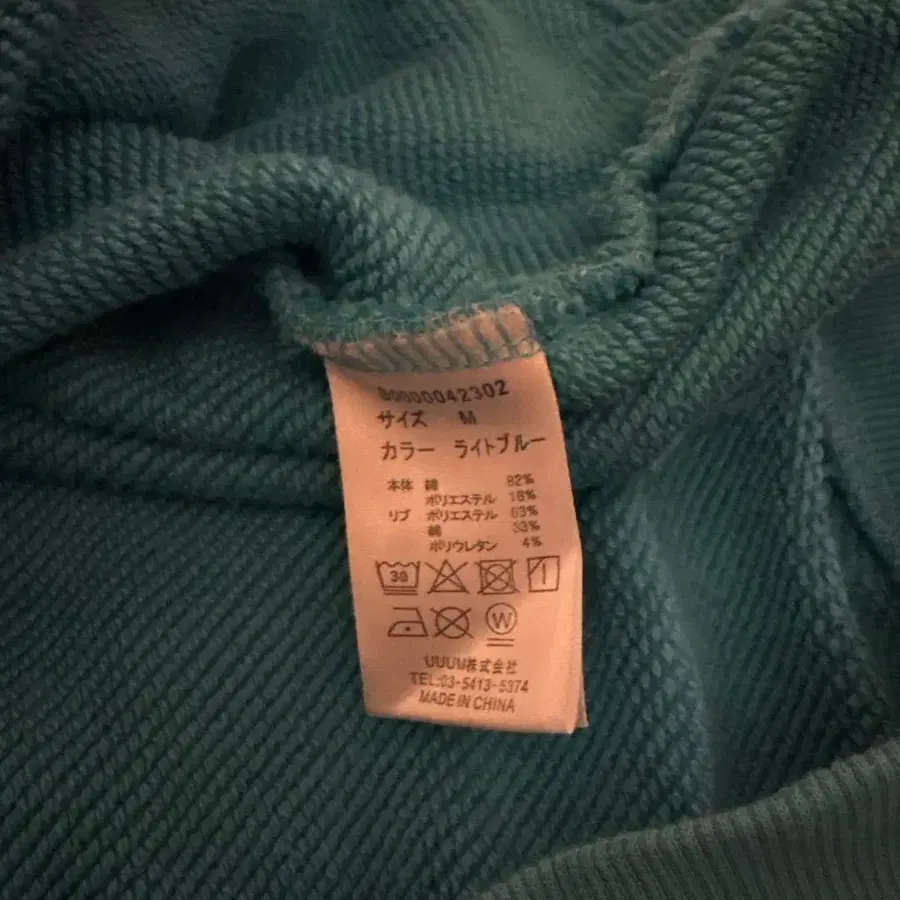 80000042302
サイズ M
カラー ライトブルー
本体 綿 82%
ポリエステル 18%
リブ ポリエステル 63%
綿 33%
ポリウレタン 4%
30
W
UUUM株式会社
TEL:03-5413-5374
MADE IN CHINA